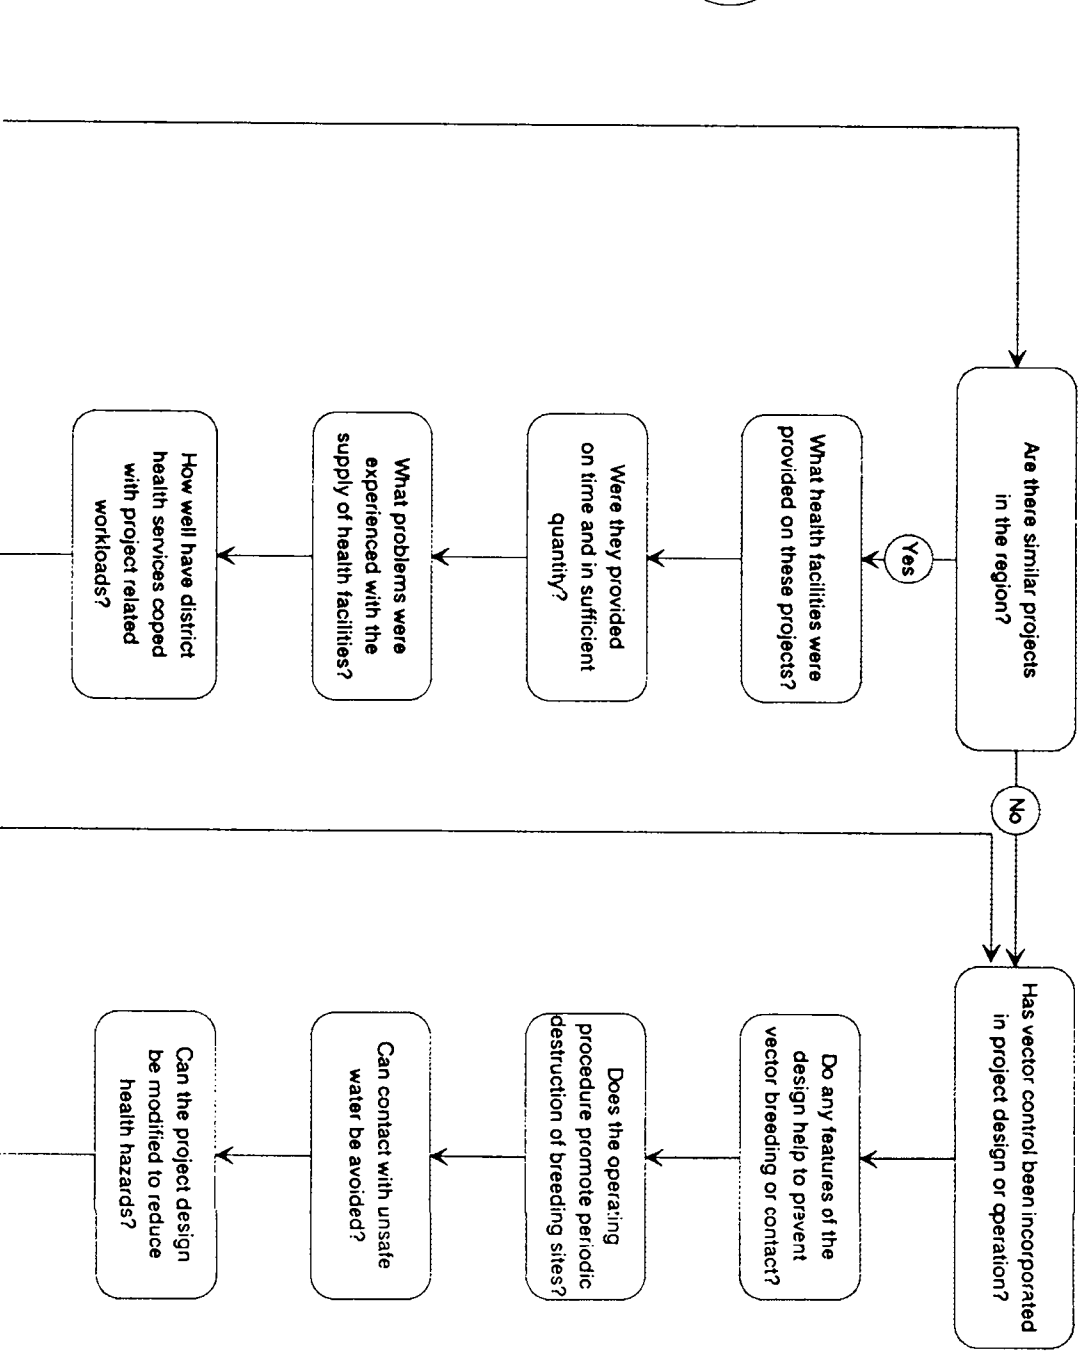 Are there similar projects
in the region?
Yes
What health facilities were
provided on these projects?
Were they provided
on time and in sufficient
quantity?
What problems were
experienced with the
supply of health facilities?
How well have district
health services coped
with project related
workloads?
No
Has vector control been incorporated
in project design or operation?
Do any features of the
design help to prevent
vector breeding or contact?
Does the operating
procedure promote periodic
destruction of breeding sites?
Can contact with unsafe
water be avoided?
Can the project design
be modified to reduce
health hazards?